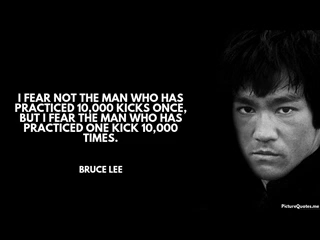 I FEAR NOT THE MAN WHO HAS
PRACTICED 10,000 KICKS ONCE,
BUT I FEAR THE MAN WHO HAS
PRACTICED ONE KICK 10,000
TIMES.
BRUCE LEE
PictureQuotes.me